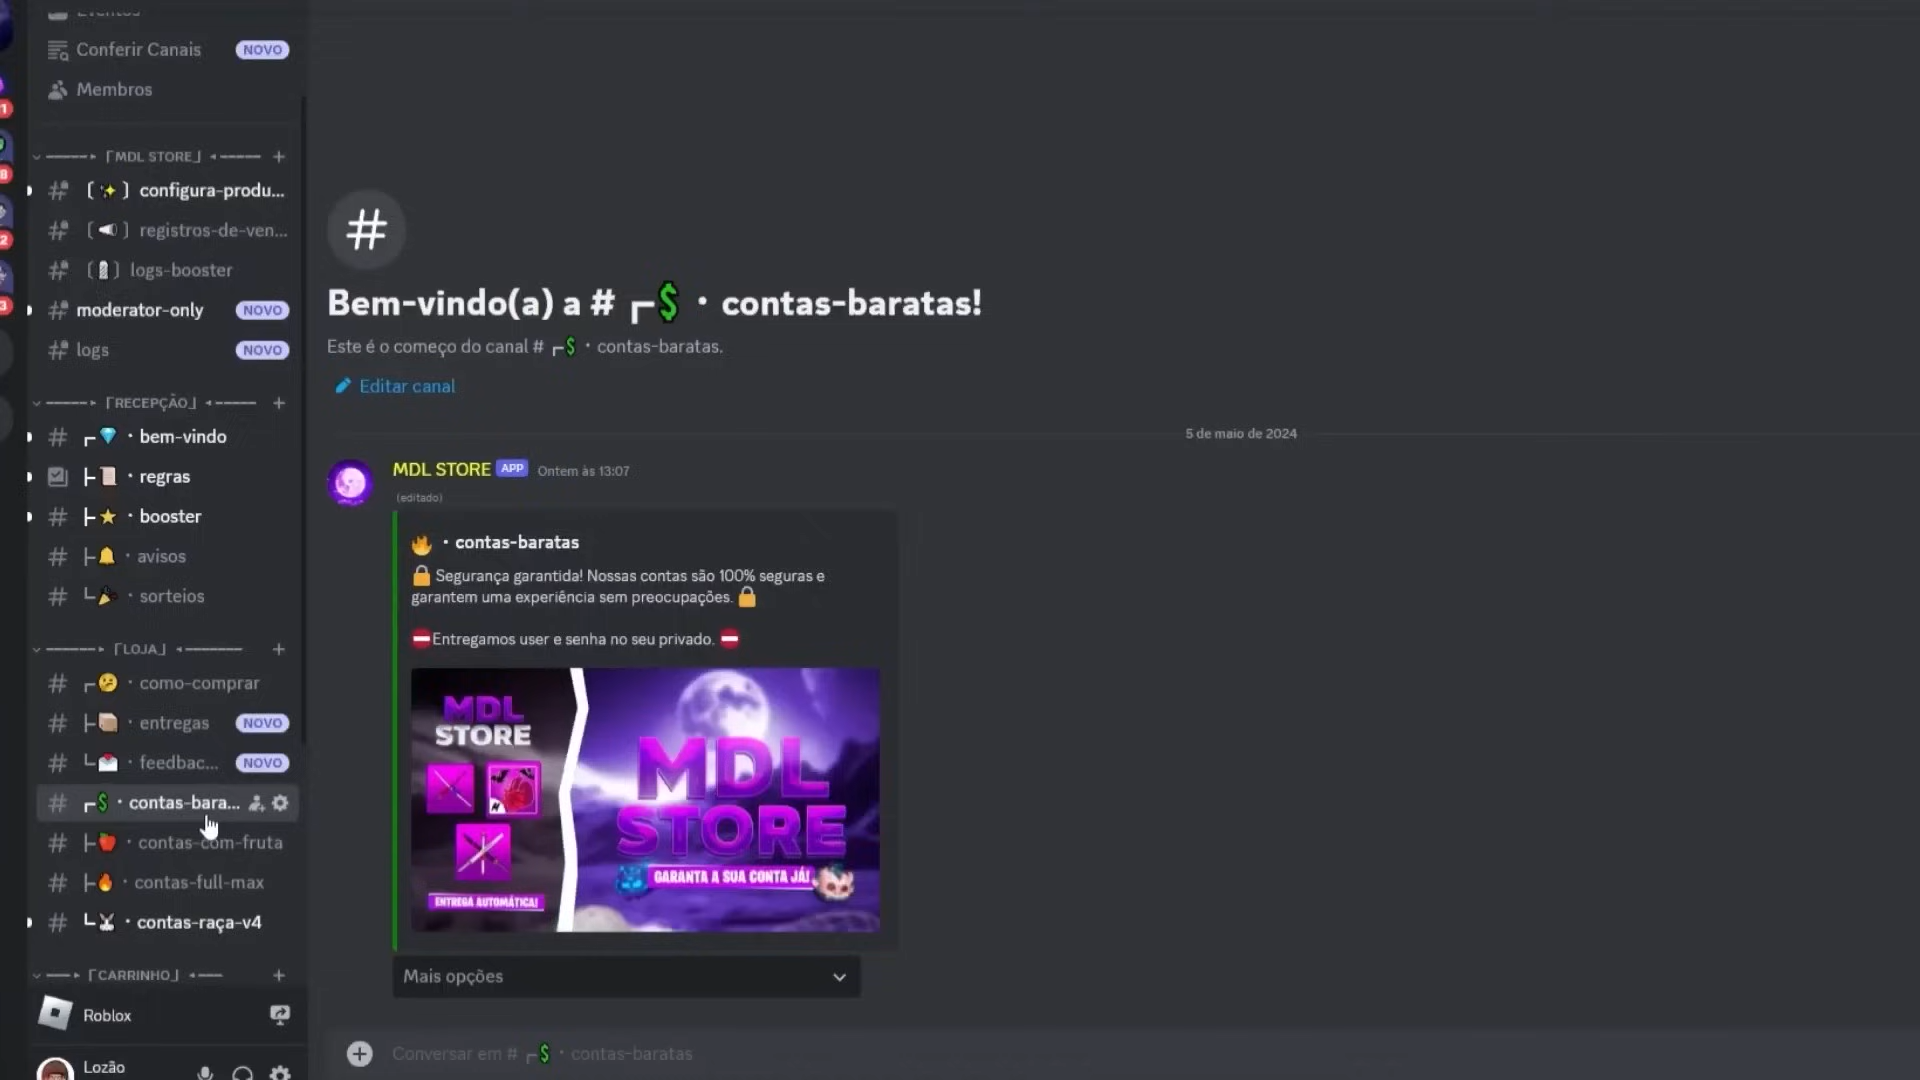 Eventos
Conferir Canais NOVO
Membros
「MDL STORE」
configura-produ...
registros-de-ven...
logs-booster
moderator-only NOVO
logs NOVO
「RECEPÇÃO」
bem-vindo
regras
booster
avisos
sorteios
「LOJA」
como-comprar
entregas NOVO
feedbac... NOVO
contas-bara...
contas-com-fruta
contas-full-max
contas-raça-v4
「CARRINHO」
Roblox
Lozão
1
8
2
3
Bem-vindo(a) a # ┌💲・contas-baratas!
Este é o começo do canal # ┌💲・contas-baratas.
Editar canal
5 de maio de 2024
MDL STORE APP Ontem às 13:07
(editado)
🔥・contas-baratas
🔒 Segurança garantida! Nossas contas são 100% seguras e
garantem uma experiência sem preocupações. 🔒
⛔Entregamos user e senha no seu privado. ⛔
MDL
STORE
ENTREGA AUTOMÁTICA!
MDL
STORE
GARANTA A SUA CONTA JÁ!
Mais opções
Conversar em # ┌💲・contas-baratas